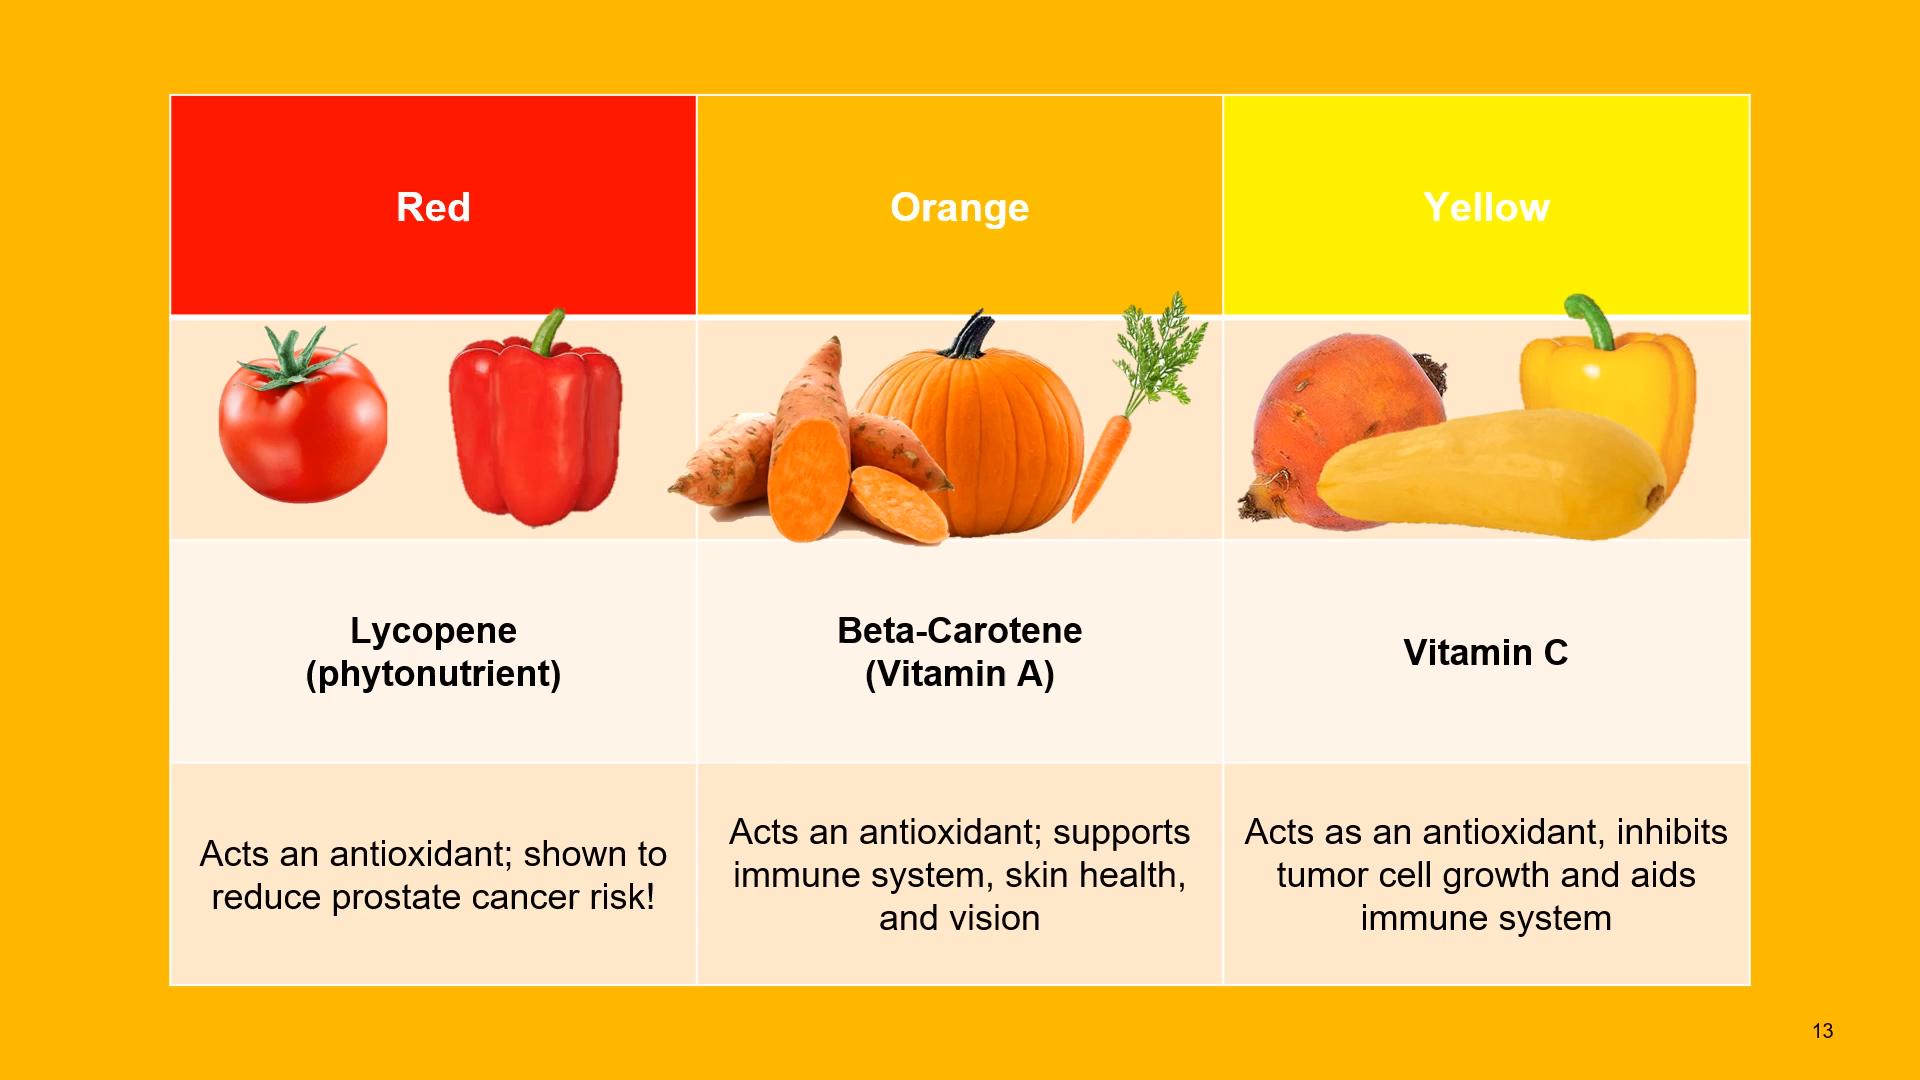 Red
Orange
Yellow
Lycopene
(phytonutrient)
Beta-Carotene
(Vitamin A)
Vitamin C
Acts an antioxidant; shown to
reduce prostate cancer risk!
Acts an antioxidant; supports
immune system, skin health,
and vision
Acts as an antioxidant, inhibits
tumor cell growth and aids
immune system
13